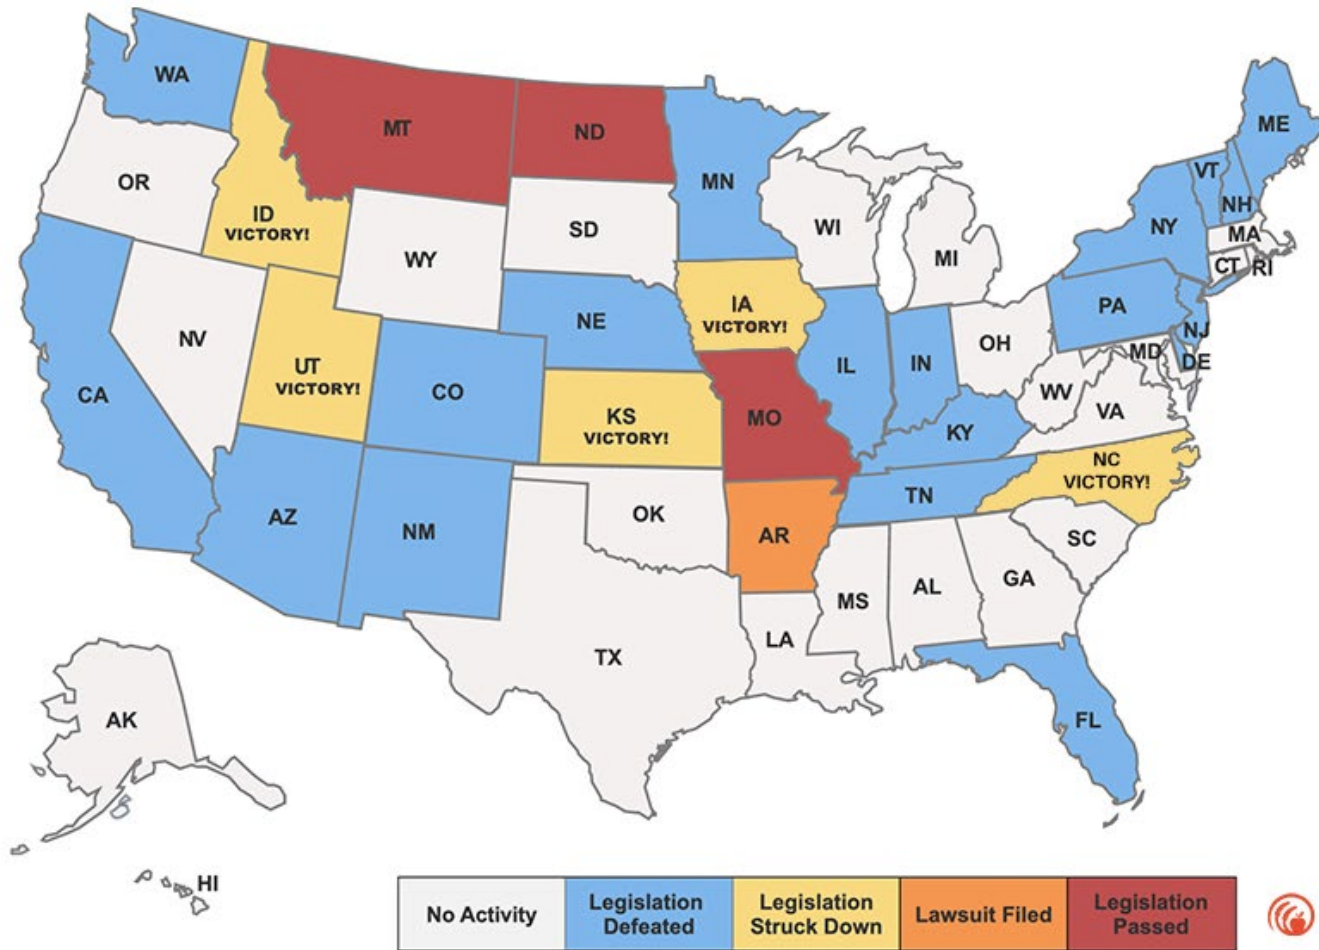 WA
MT
ND
MN
ME
VT
NH
OR
ID
VICTORY!
WY
SD
WI
MI
NY
MA
CT
RI
NV
UT
VICTORY!
CO
NE
IA
VICTORY!
IL
IN
OH
PA
NJ
MD
DE
WV
VA
CA
KS
VICTORY!
MO
KY
NC
VICTORY!
TN
AZ
NM
OK
AR
SC
MS
AL
GA
TX
LA
FL
AK
HI
No Activity
Legislation
Defeated
Legislation
Struck Down
Lawsuit Filed
Legislation
Passed